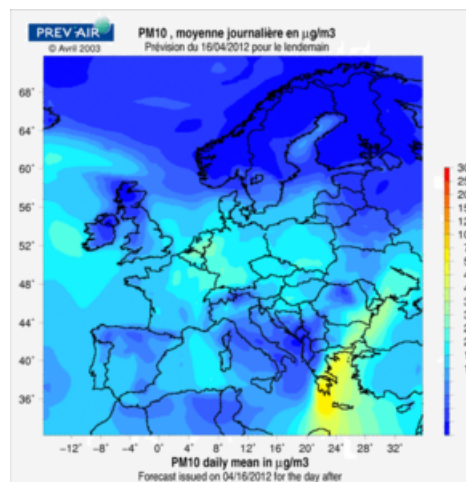 PREV'AIR
© Avril 2003
PM10 , moyenne journalière en µg/m3
Prévision du 16/04/2012 pour le lendemain
68°
64°
60°
56°
52°
48°
44°
40°
36°
-12° -8° -4° 0° 4° 8° 12° 16° 20° 24° 28° 32°
PM10 daily mean in µg/m3
Forecast issued on 04/16/2012 for the day after